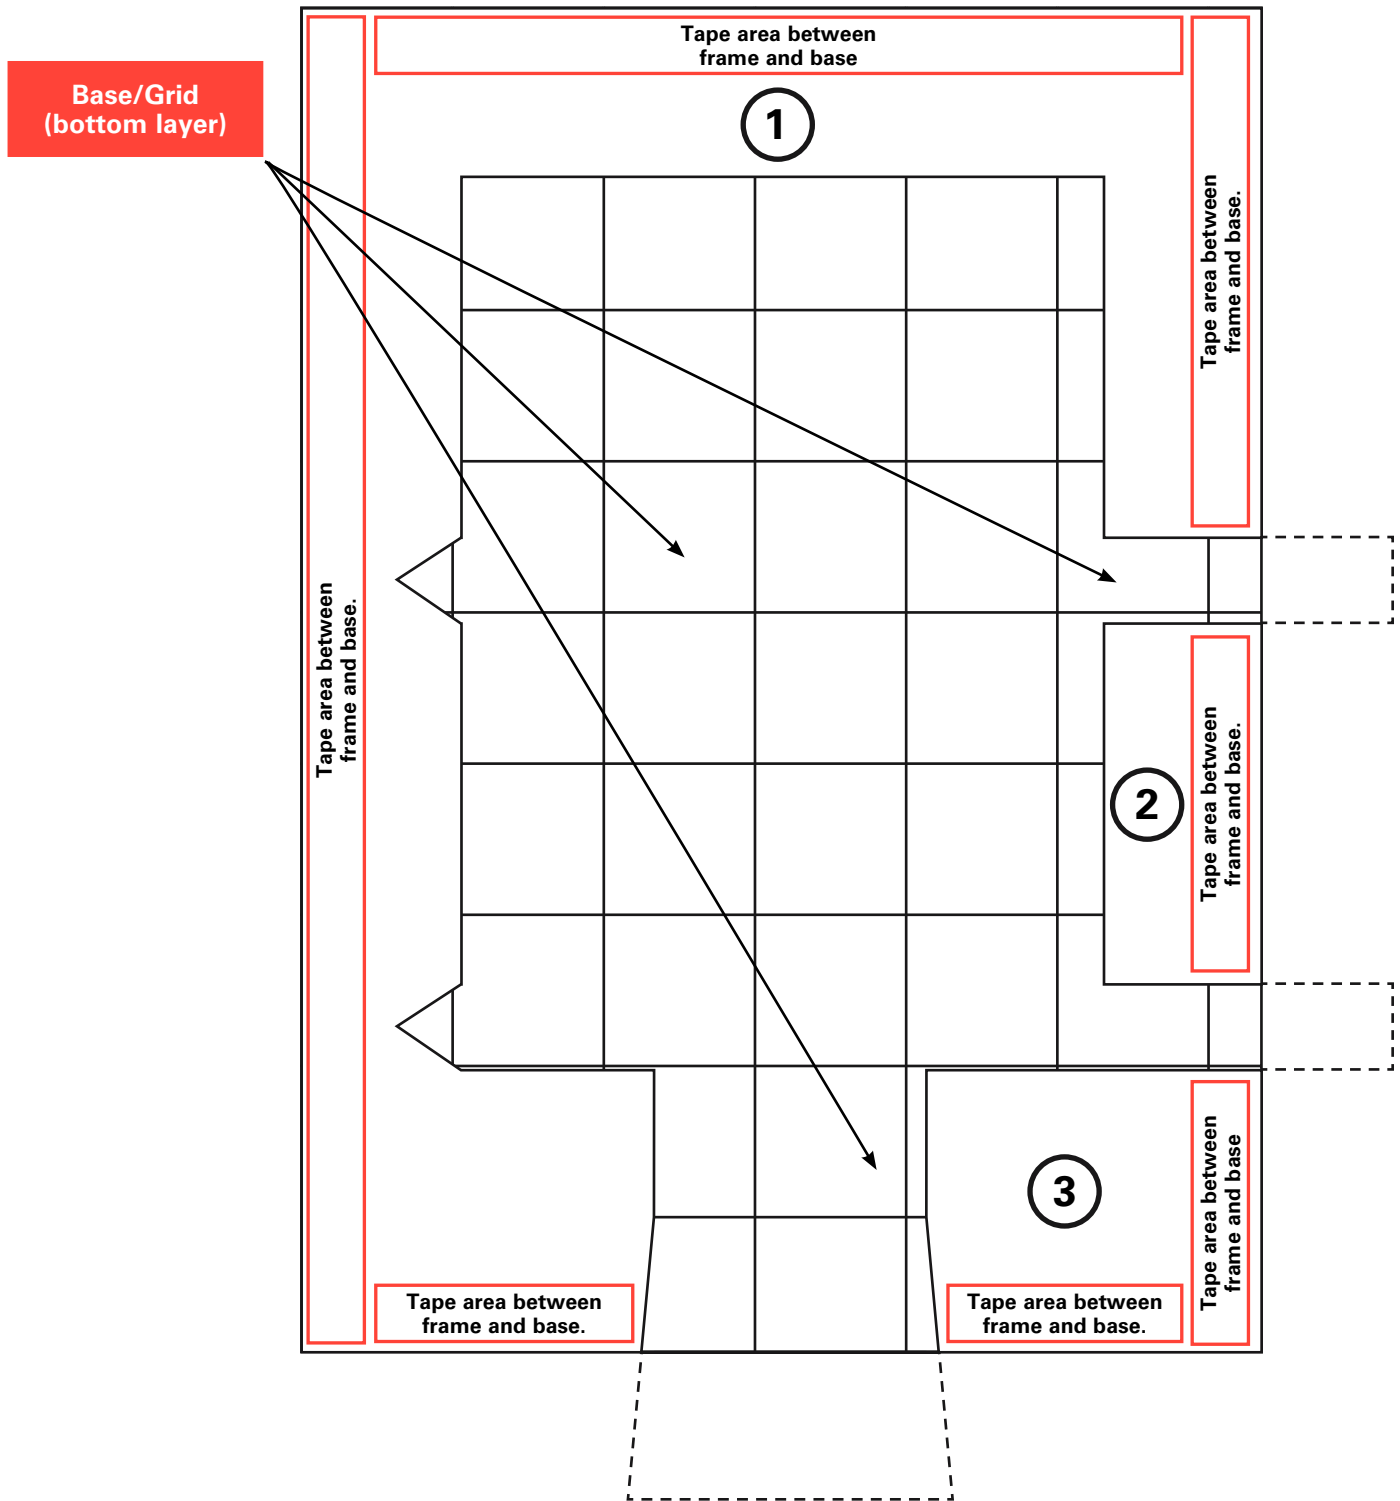 Tape area between
frame and base
Base/Grid
(bottom layer)
1
Tape area between
frame and base.
Tape area between
frame and base.
2
Tape area between
frame and base.
3
Tape area between
frame and base
Tape area between
frame and base.
Tape area between
frame and base.